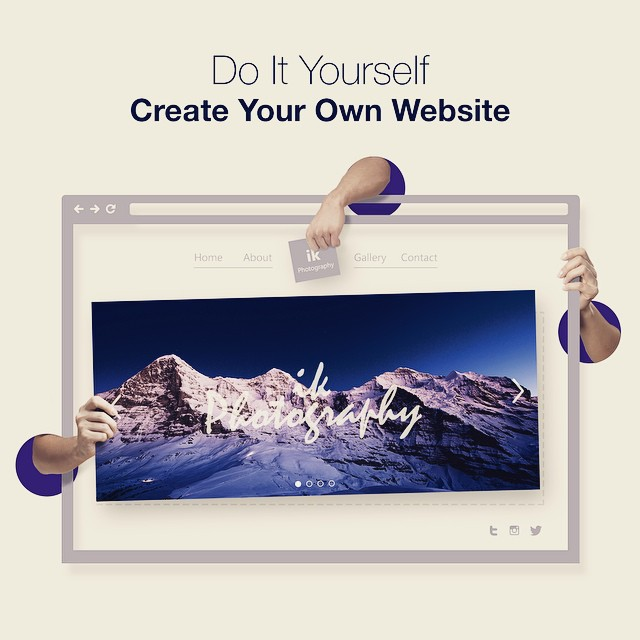 Do It Yourself
Create Your Own Website
Home About ik Gallery Contact
Photography
ik
Photography